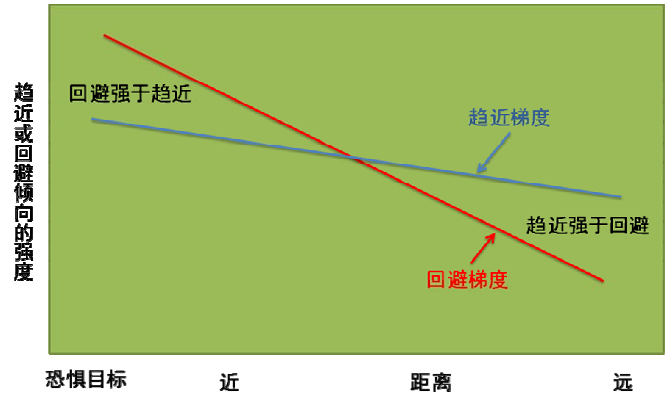 趋近或回避倾向的强度
回避强于趋近
趋近梯度
趋近强于回避
回避梯度
恐惧目标
近
距离
远